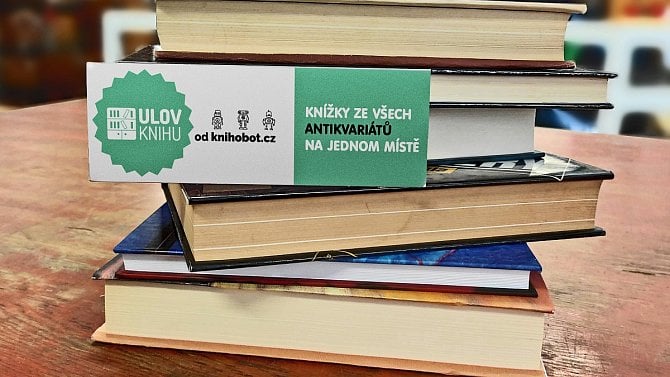 ULOV
KNIHU
od knihobot.cz
KNÍŽKY ZE VŠECH
ANTIKVARIÁTŮ
NA JEDNOM MÍSTĚ